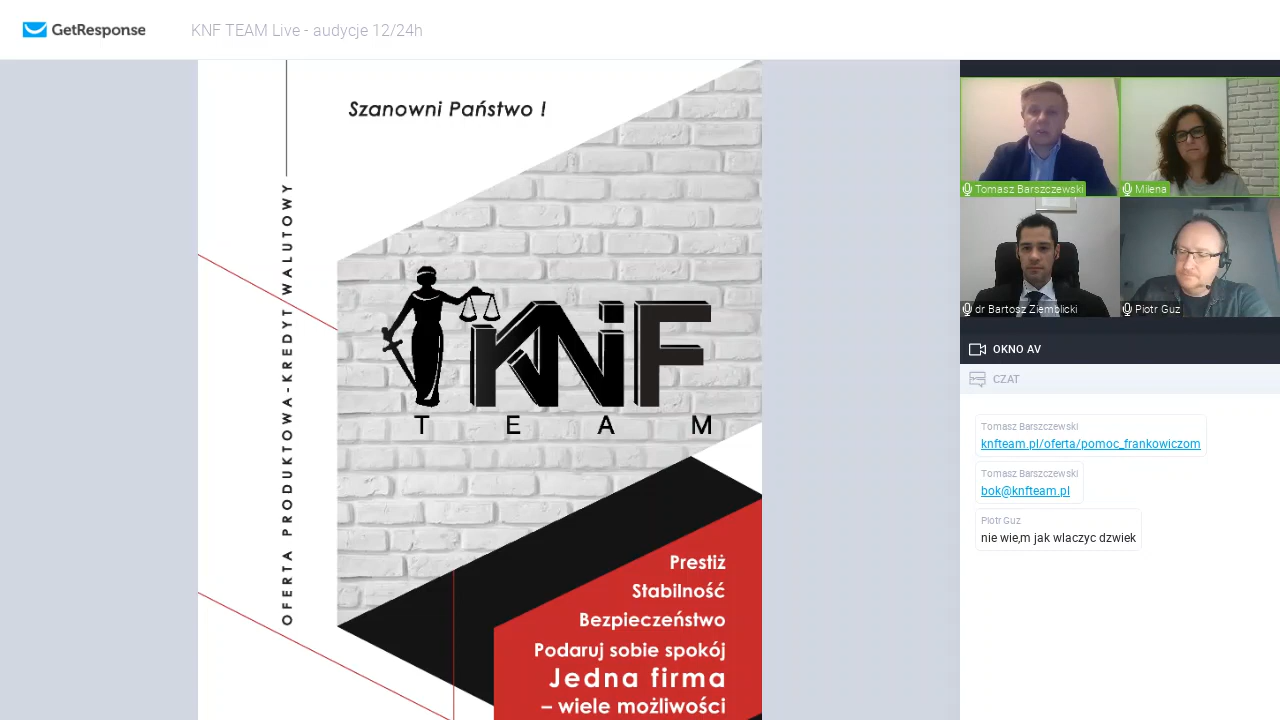 GetResponse
KNF TEAM Live - audycje 12/24h
Szanowni Państwo !
OFERTA PRODUKTOWA-KREDYT WALUTOWY
KNiF
TEAM
Prestiż
Stabilność
Bezpieczeństwo
Podaruj sobie spokój
Jedna firma
– wiele możliwości
Tomasz Barszczewski
Milena
dr Bartosz Ziemblicki
Piotr Guz
OKNO AV
CZAT
Tomasz Barszczewski
knfteam.pl/oferta/pomoc_frankowiczom
Tomasz Barszczewski
bok@knfteam.pl
Piotr Guz
nie wie,m jak wlaczyc dzwiek